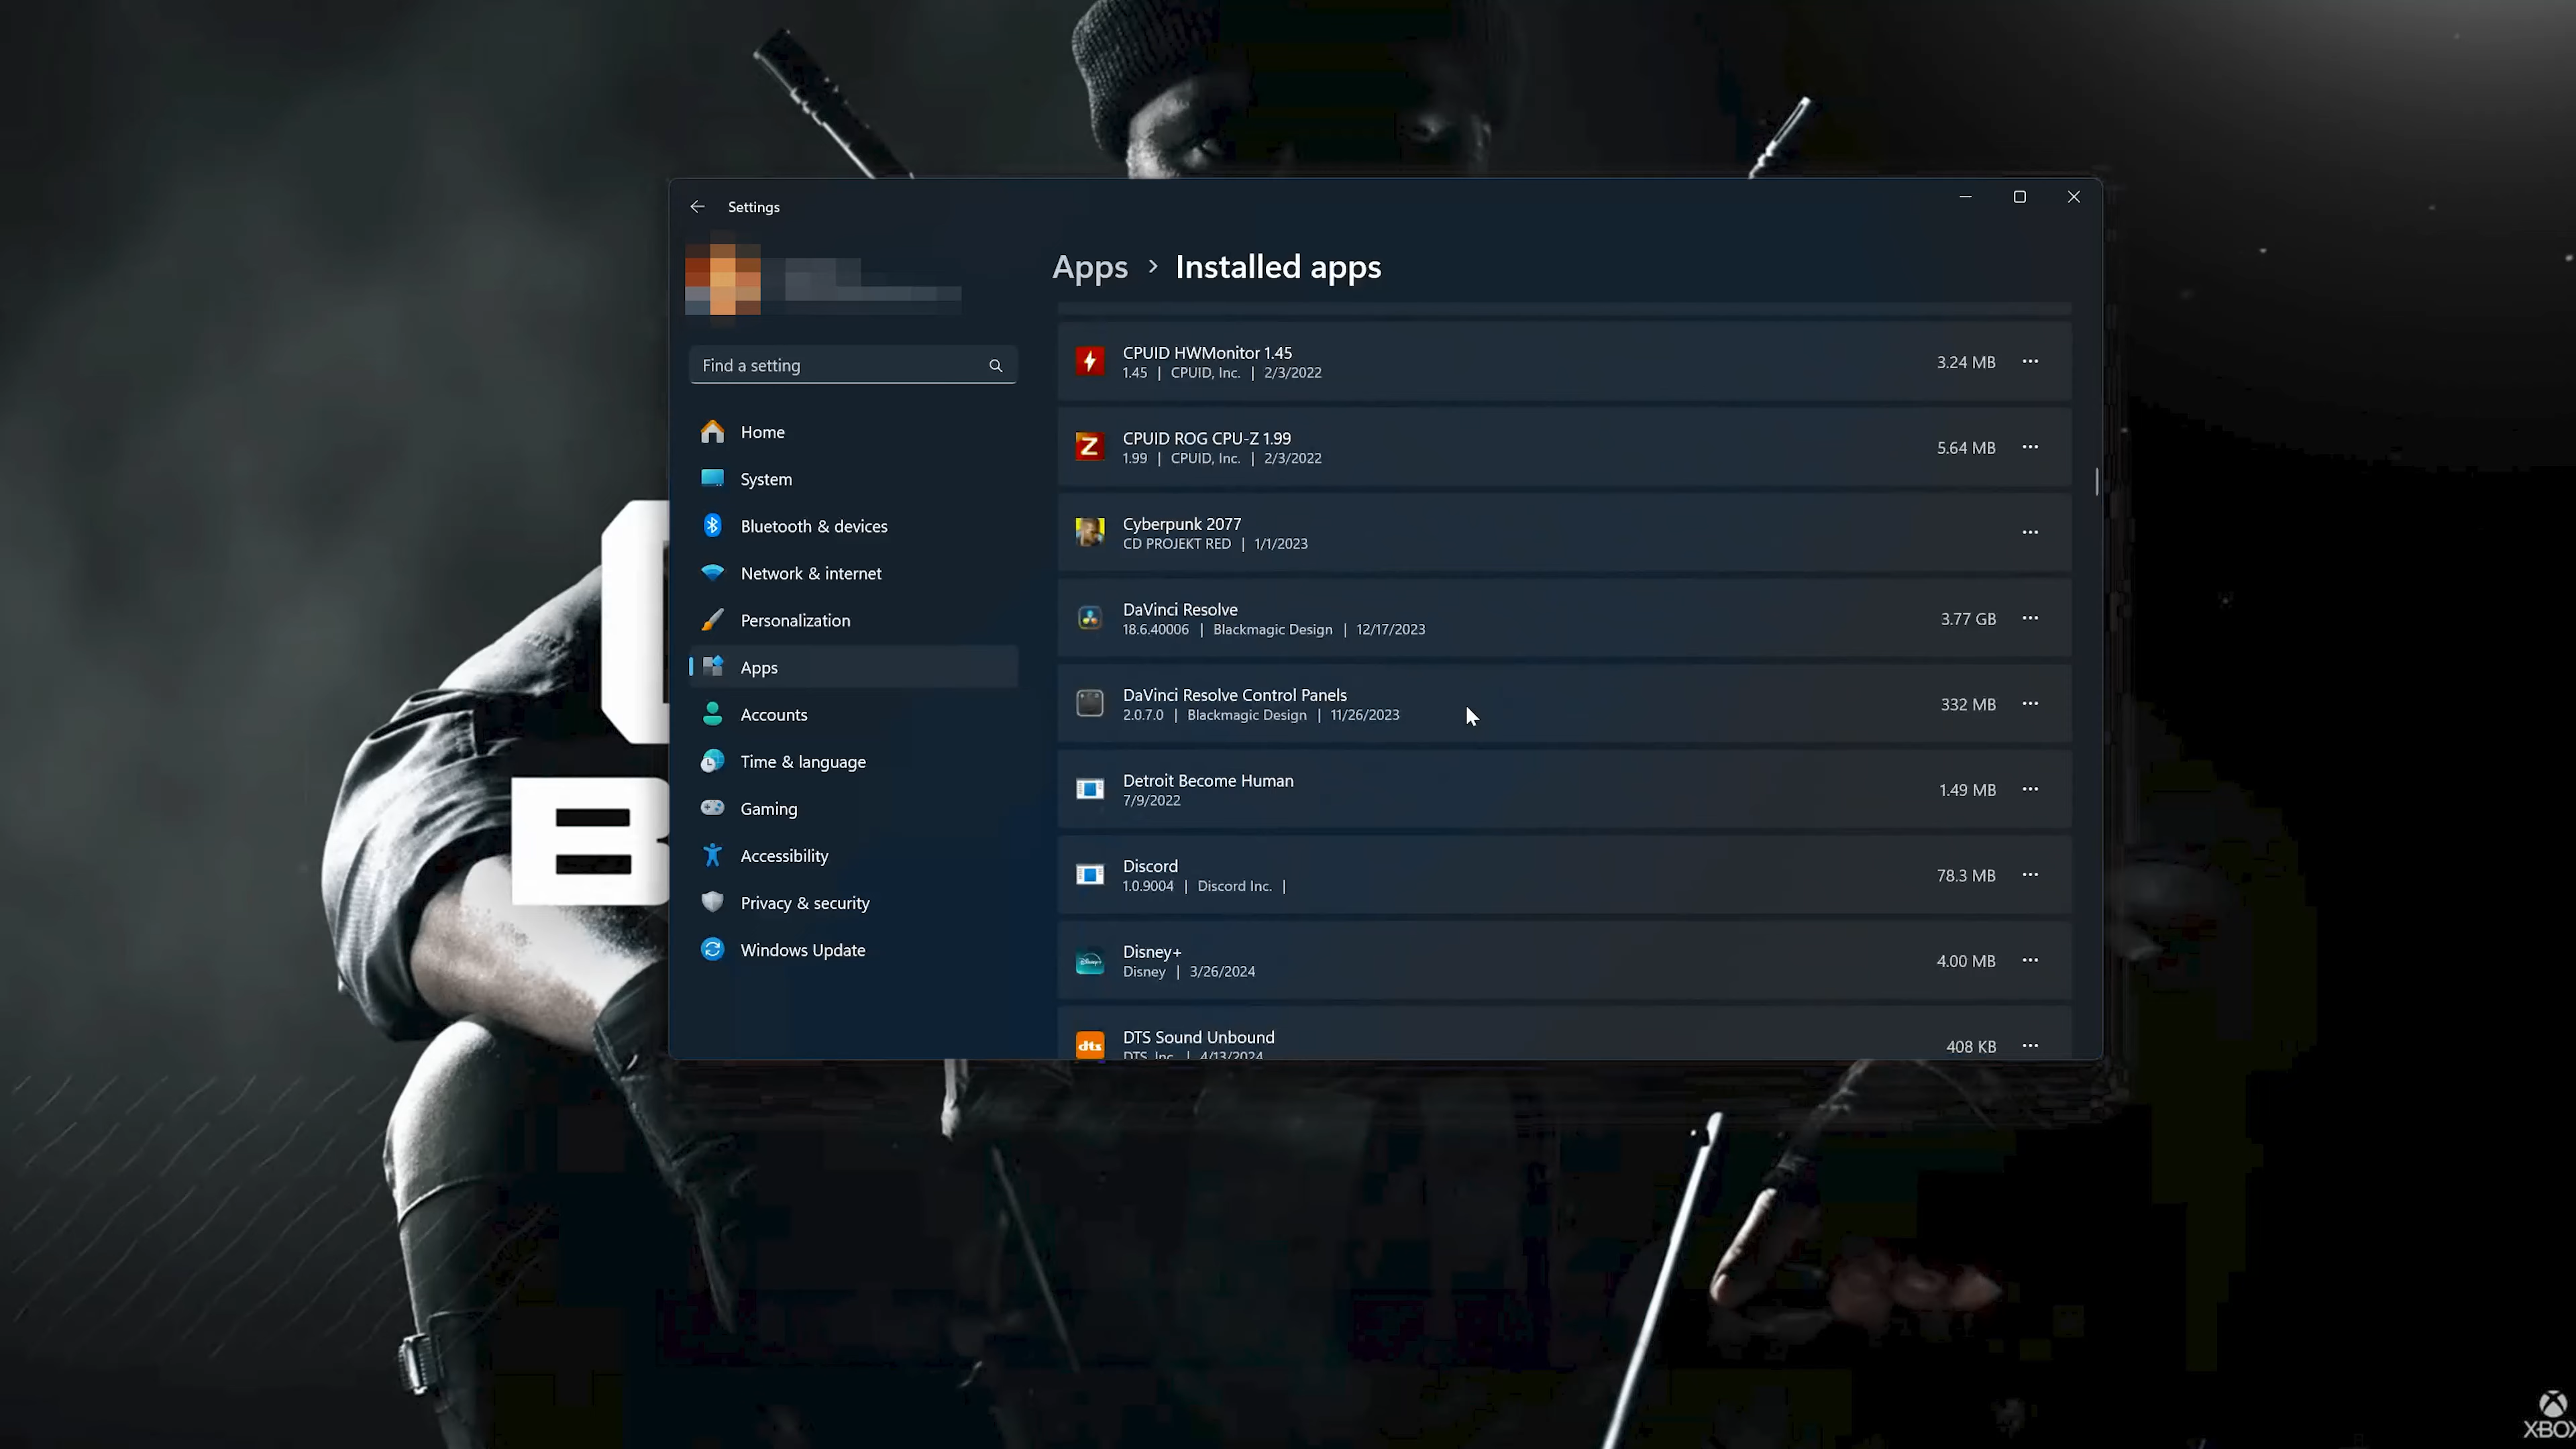 Settings
Find a setting
Home
System
Bluetooth & devices
Network & internet
Personalization
Apps
Accounts
Time & language
Gaming
Accessibility
Privacy & security
Windows Update
Apps > Installed apps
CPUID HWMonitor 1.45
3.24 MB
1.45 | CPUID, Inc. | 2/3/2022
CPUID ROG CPU-Z 1.99
5.64 MB
1.99 | CPUID, Inc. | 2/3/2022
Cyberpunk 2077
CD PROJEKT RED | 1/1/2023
DaVinci Resolve
3.77 GB
18.6.40006 | Blackmagic Design | 12/17/2023
DaVinci Resolve Control Panels
332 MB
2.0.7.0 | Blackmagic Design | 11/26/2023
Detroit Become Human
1.49 MB
7/9/2022
Discord
78.3 MB
1.0.9004 | Discord Inc. |
Disney+
4.00 MB
Disney | 3/26/2024
DTS Sound Unbound
408 KB
DTS, Inc. | 4/13/2024
dts
Z
XBOX